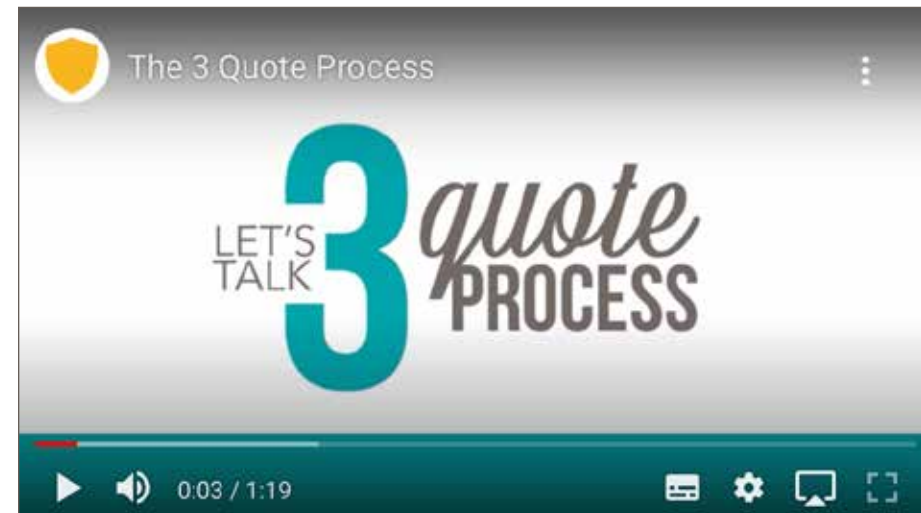 The 3 Quote Process
LET'S
TALK
3
quote
PROCESS
0:03 / 1:19